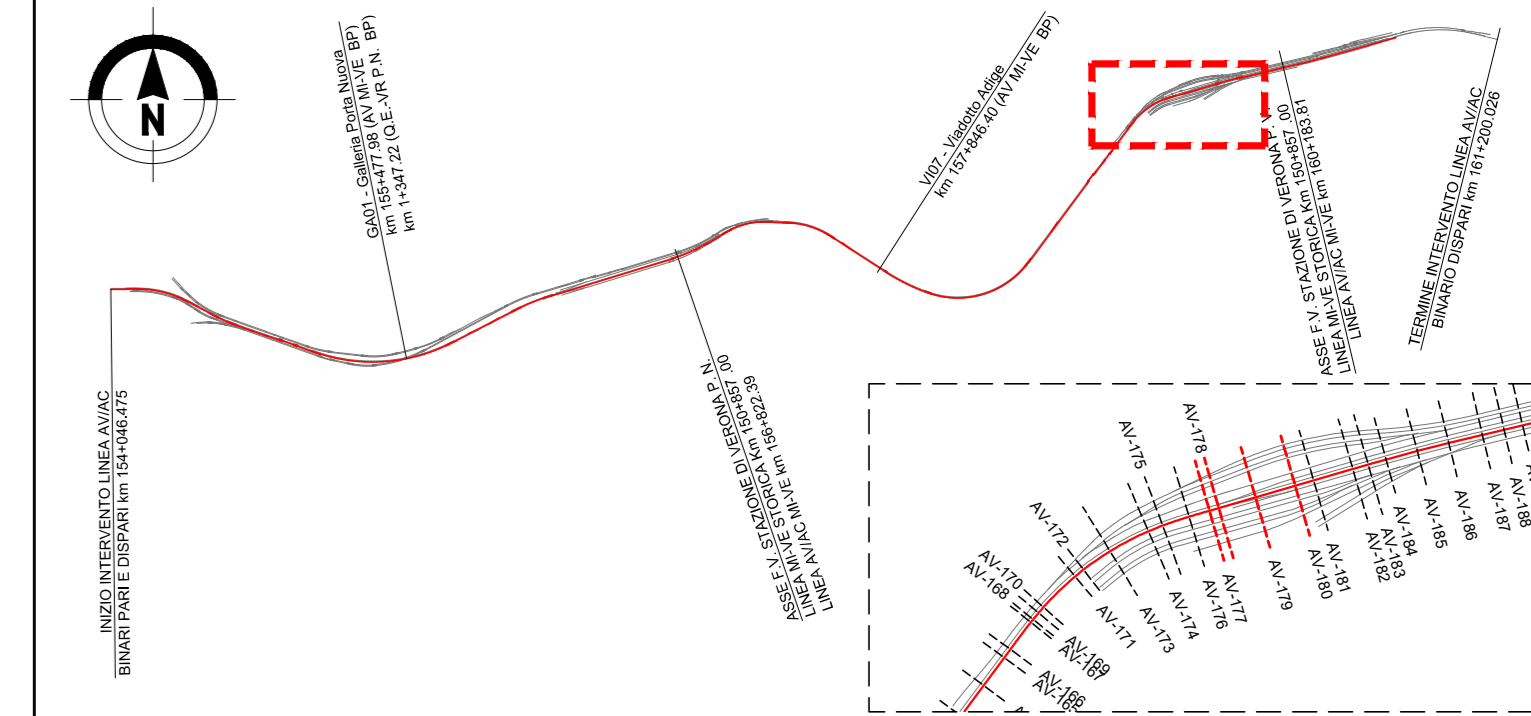 N
GA01 - Galleria Porta Nuova
km 155+477.98 (AV MI-VE BP)
km 1+347.22 (Q.E.-VR P.N. BP)
VI07 - Viadotto Adige
km 157+846.40 (AV MI-VE BP)
ASSE F.V. STAZIONE DI VERONA P. V.
LINEA MI-VE STORICA Km 150+857 .00
LINEA AV/AC MI-VE km 160+183.81
TERMINE INTERVENTO LINEA AV/AC
BINARIO DISPARI km 161+200.026
INIZIO INTERVENTO LINEA AV/AC
BINARI PARI E DISPARI km 154+046.475
ASSE F.V. STAZIONE DI VERONA P. N.
LINEA MI-VE STORICA Km 150+857 .00
LINEA AV/AC MI-VE km 156+822.39
AV-178
AV-175
AV-172
AV-170
AV-168
AV-188
AV-187
AV-186
AV-185
AV-184
AV-183
AV-182
AV-181
AV-180
AV-179
AV-177
AV-176
AV-174
AV-173
AV-171
AV-169
AV-167
AV-166
AV-165